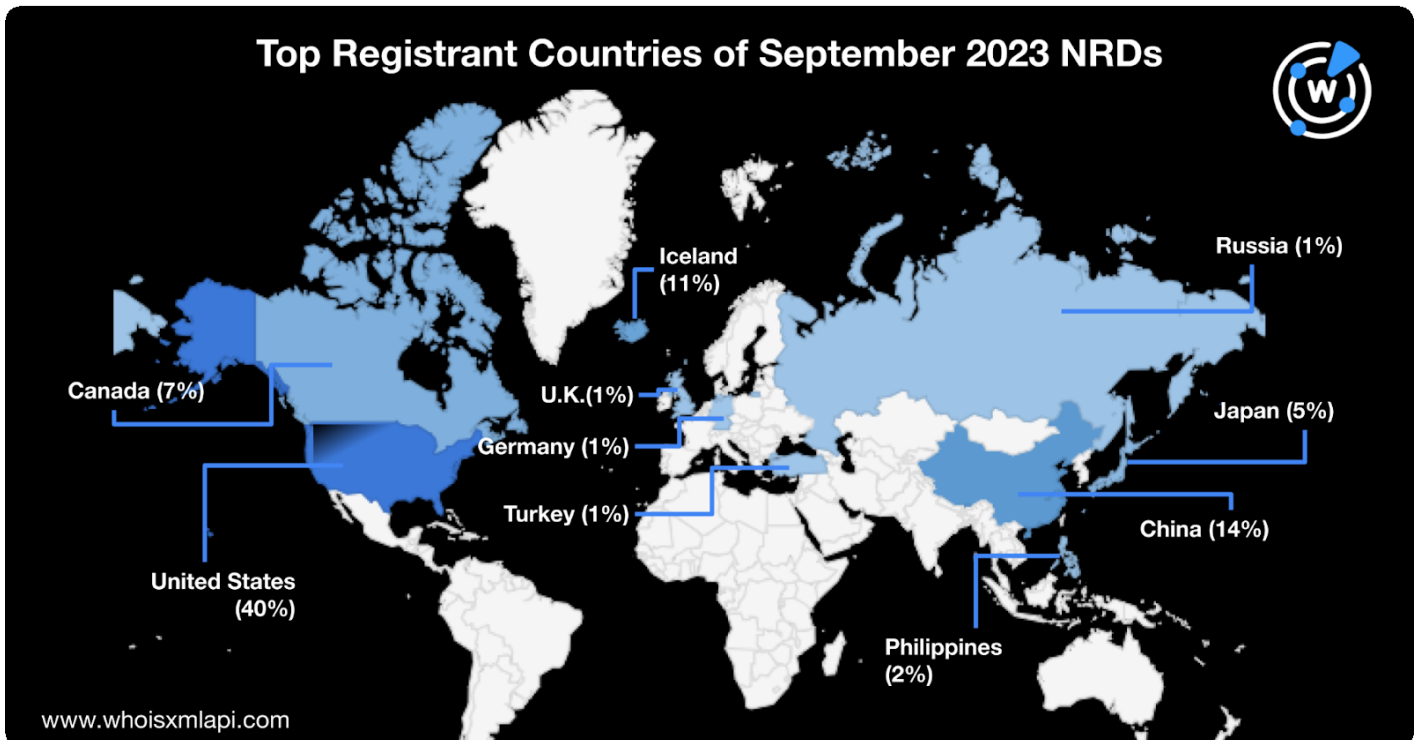 Top Registrant Countries of September 2023 NRDs
W
Iceland
(11%)
Russia (1%)
Canada (7%)
U.K.(1%)
Japan (5%)
Germany (1%)
Turkey (1%)
China (14%)
United States
(40%)
Philippines
(2%)
www.whoisxmlapi.com